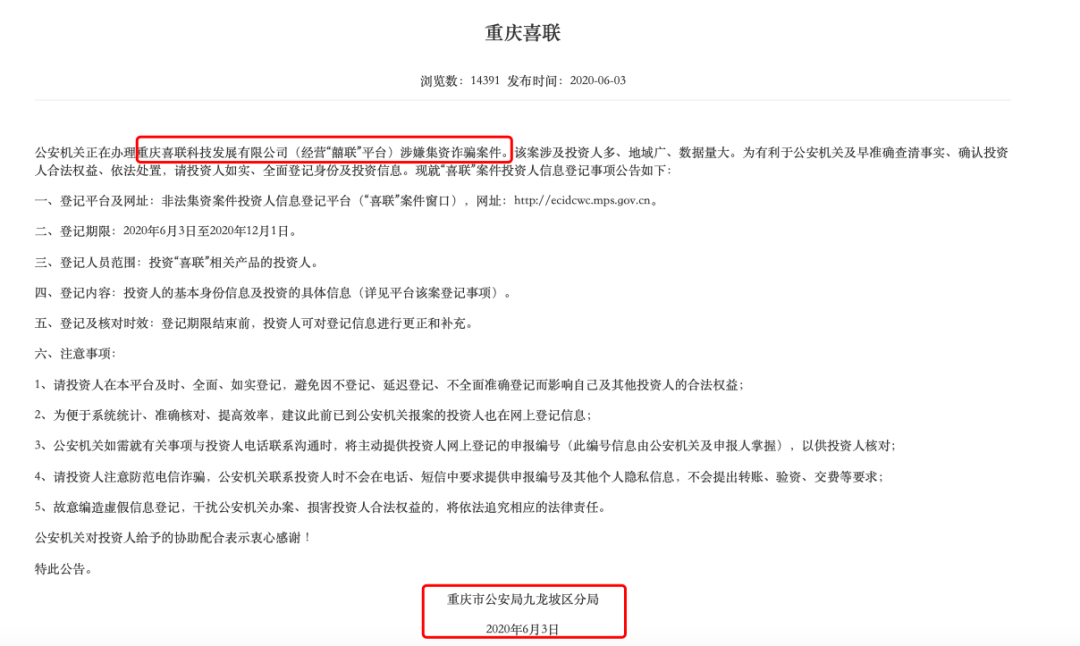 重庆喜联
浏览数：14391 发布时间：2020-06-03
公安机关正在办理重庆喜联科技发展有限公司（经营“囍联”平台）涉嫌集资诈骗案件。该案涉及投资人多、地域广、数据量大。为有利于公安机关及早准确查清事实、确认投资
人合法权益、依法处置，请投资人如实、全面登记身份及投资信息。现就“喜联”案件投资人信息登记事项公告如下：
一、登记平台及网址：非法集资案件投资人信息登记平台（“喜联”案件窗口），网址：http://ecidcwc.mps.gov.cn。
二、登记期限：2020年6月3日至2020年12月1日。
三、登记人员范围：投资“喜联”相关产品的投资人。
四、登记内容：投资人的基本身份信息及投资的具体信息（详见平台该案登记事项）。
五、登记及核对时效：登记期限结束前，投资人可对登记信息进行更正和补充。
六、注意事项：
1、请投资人在本平台及时、全面、如实登记，避免因不登记、延迟登记、不全面准确登记而影响自己及其他投资人的合法权益；
2、为便于系统统计、准确核对、提高效率，建议此前已到公安机关报案的投资人也在网上登记信息；
3、公安机关如需就有关事项与投资人电话联系沟通时，将主动提供投资人网上登记的申报编号（此编号信息由公安机关及申报人掌握），以供投资人核对；
4、请投资人注意防范电信诈骗，公安机关联系投资人时不会在电话、短信中要求提供申报编号及其他个人隐私信息，不会提出转账、验资、交费等要求；
5、故意编造虚假信息登记，干扰公安机关办案、损害投资人合法权益的，将依法追究相应的法律责任。
公安机关对投资人给予的协助配合表示衷心感谢！
特此公告。
重庆市公安局九龙坡区分局
2020年6月3日